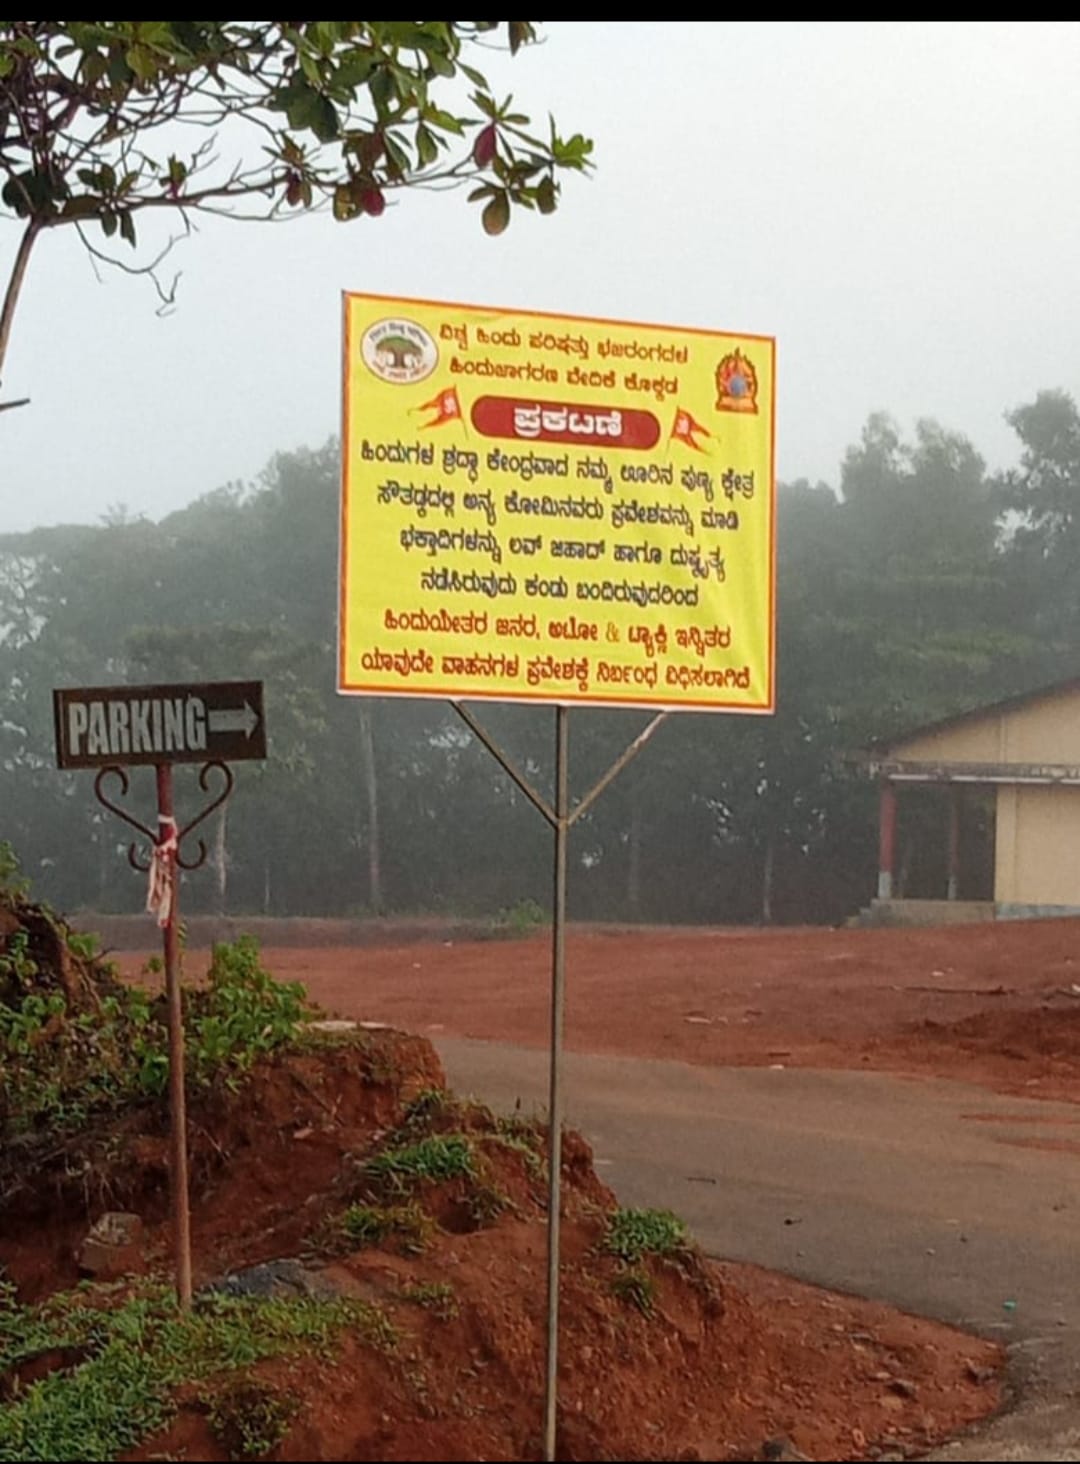 ವಿಶ್ವ ಹಿಂದು ಪರಿಷತ್ತು ಭಜರಂಗದಳ
ಹಿಂದುಜಾಗರಣ ವೇದಿಕೆ ಕೊಕ್ಕಡ
ಪ್ರಕಟಣೆ
ಹಿಂದುಗಳ ಶ್ರದ್ಧಾ ಕೇಂದ್ರವಾದ ನಮ್ಮ ಊರಿನ ಪುಣ್ಯ ಕ್ಷೇತ್ರ
ಸೌತಡ್ಕದಲ್ಲಿ ಅನ್ಯ ಕೋಮಿನವರು ಪ್ರವೇಶವನ್ನು ಮಾಡಿ
ಭಕ್ತಾದಿಗಳನ್ನು ಲವ್ ಜಿಹಾದ್ ಹಾಗೂ ದುಷ್ಕೃತ್ಯ
ನಡೆಸಿರುವುದು ಕಂಡು ಬಂದಿರುವುದರಿಂದ
ಹಿಂದುಯೇತರ ಜನರ, ಅಟೋ & ಟ್ಯಾಕ್ಸಿ ಇನ್ನಿತರ
ಯಾವುದೇ ವಾಹನಗಳ ಪ್ರವೇಶಕ್ಕೆ ನಿರ್ಬಂಧ ವಿಧಿಸಲಾಗಿದೆ
PARKING